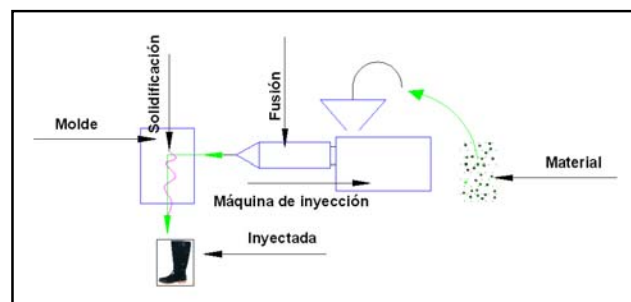 Solidificación
Fusión
Molde
Material
Máquina de inyección
Inyectada